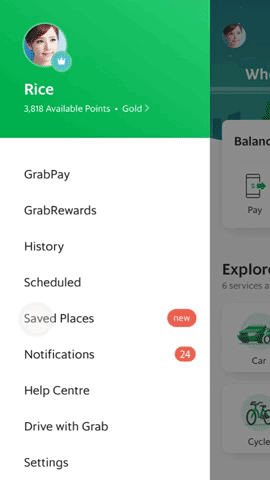 Rice
3,818 Available Points • Gold >
GrabPay
GrabRewards
History
Scheduled
Saved Places new
Notifications 24
Help Centre
Drive with Grab
Settings
Whe
Balanc
Pay
Explore
6 services a
Car
Cycle